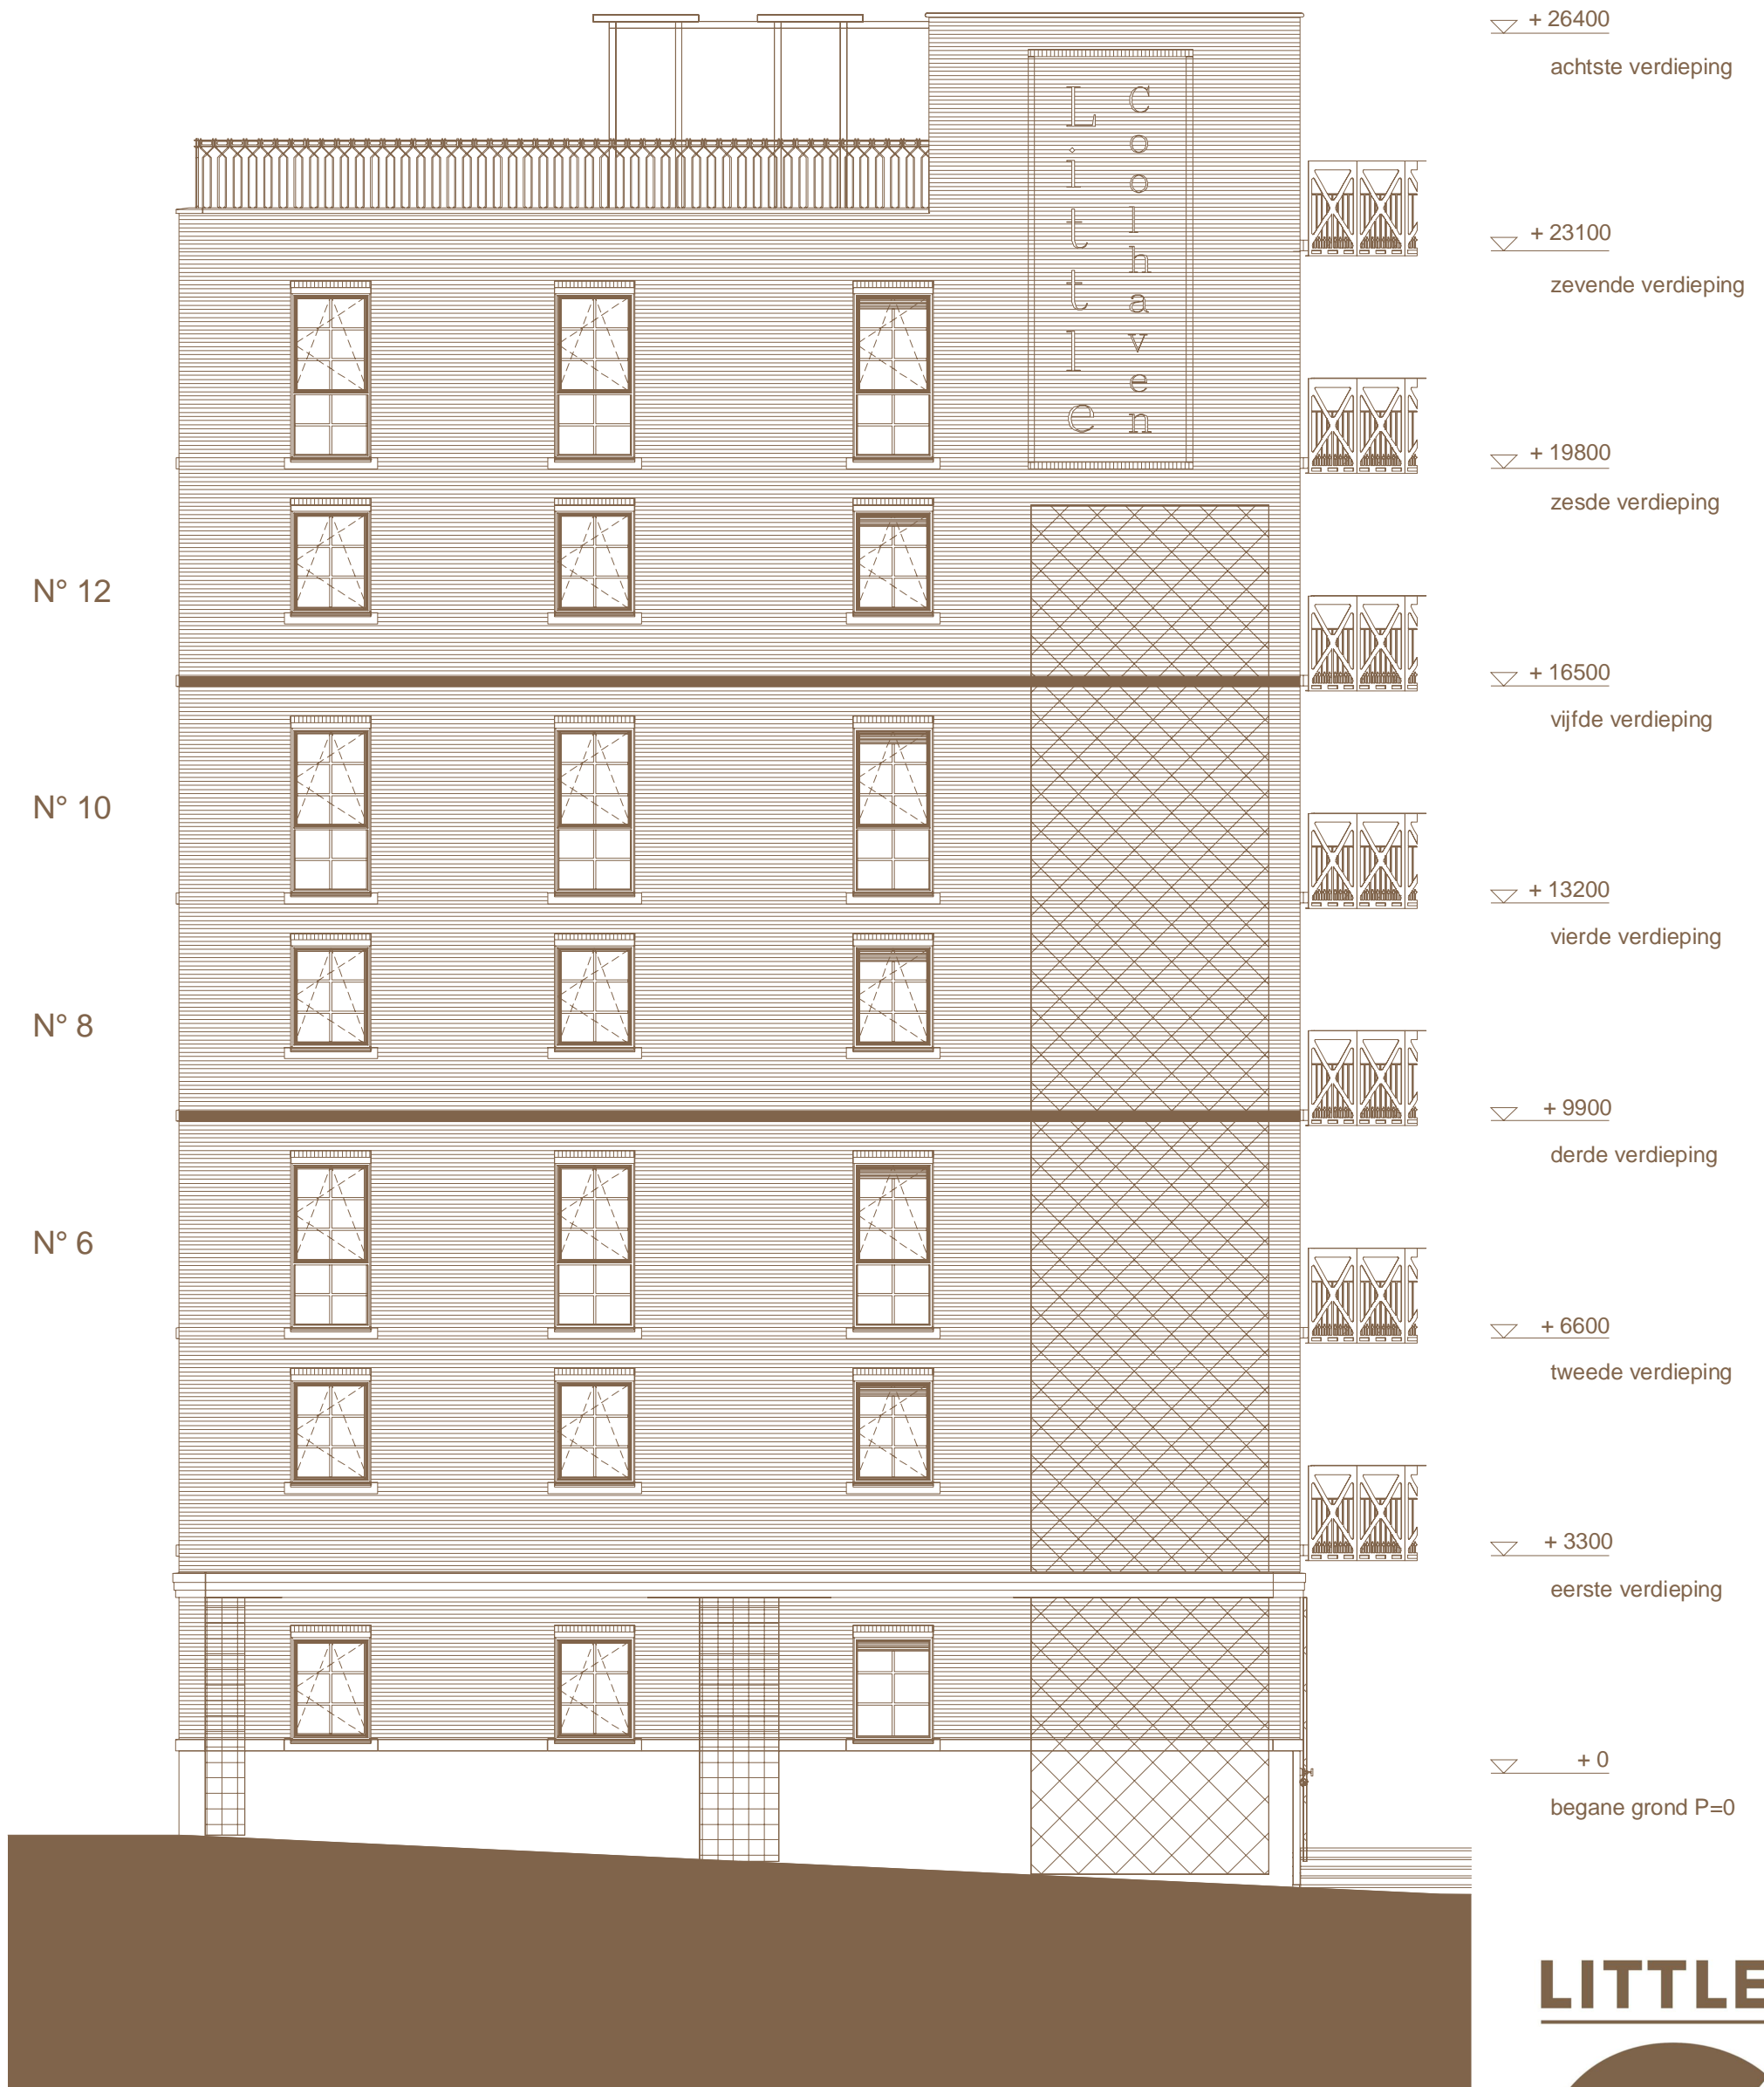 + 26400
achtste verdieping
Little
Coolhaven
+ 23100
zevende verdieping
+ 19800
zesde verdieping
N° 12
+ 16500
vijfde verdieping
N° 10
+ 13200
vierde verdieping
N° 8
+ 9900
derde verdieping
N° 6
+ 6600
tweede verdieping
+ 3300
eerste verdieping
+ 0
begane grond P=0
LITTLE